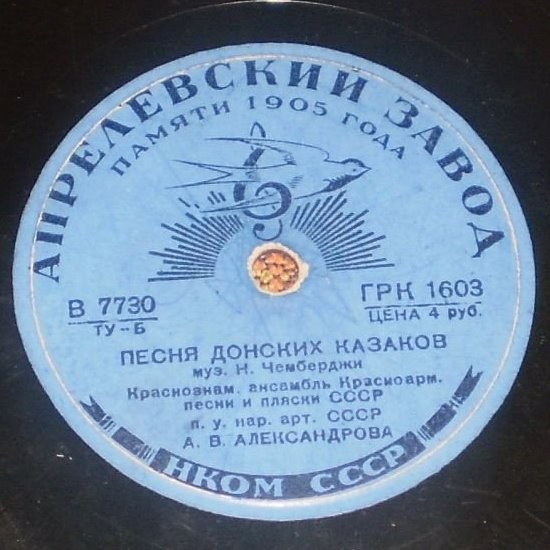 АПРЕЛЕВСКИЙ ЗАВОД
ПАМЯТИ 1905 ГОДА
В 7730
ТУ-Б
ГРК 1603
ЦЕНА 4 руб.
ПЕСНЯ ДОНСКИХ КАЗАКОВ
муз. Н. Чемберджи
Краснознам. ансамбль Красноарм.
песни и пляски СССР
п. у. нар. арт. СССР
А. В. АЛЕКСАНДРОВА
НКОМ СССР